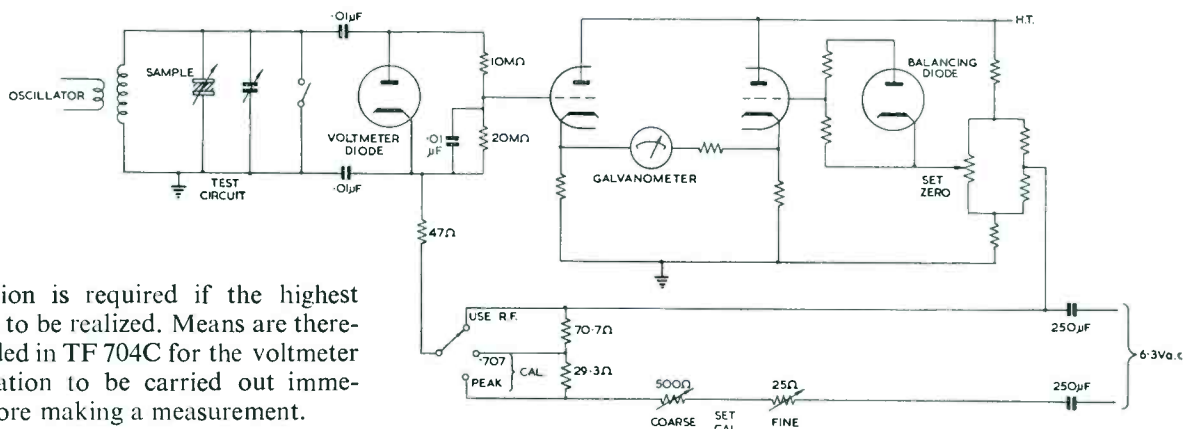 ·01µF
H.T.
SAMPLE
10MΩ
BALANCING
DIODE
OSCILLATOR
VOLTMETER
DIODE
·01
µF
20MΩ
TEST
CIRCUIT
·01µF
GALVANOMETER
SET
ZERO
47Ω
USE R.F.
70·7Ω
250µF
·707
CAL.
PEAK
29·3Ω
6·3Va.c
500Ω
25Ω
250µF
COARSE
SET
CAL
FINE
ion is required if the highest
to be realized. Means are there-
ded in TF 704C for the voltmeter
ation to be carried out imme-
ore making a measurement.